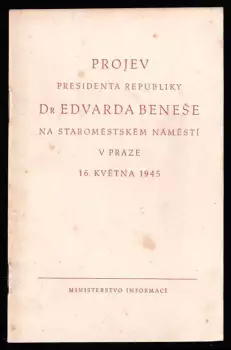 PROJEV
PRESIDENTA REPUBLIKY
DR EDVARDA BENEŠE
NA STAROMĚSTSKÉM NÁMĚSTÍ
V PRAZE
16. KVĚTNA 1945
MINISTERSTVO INFORMACÍ